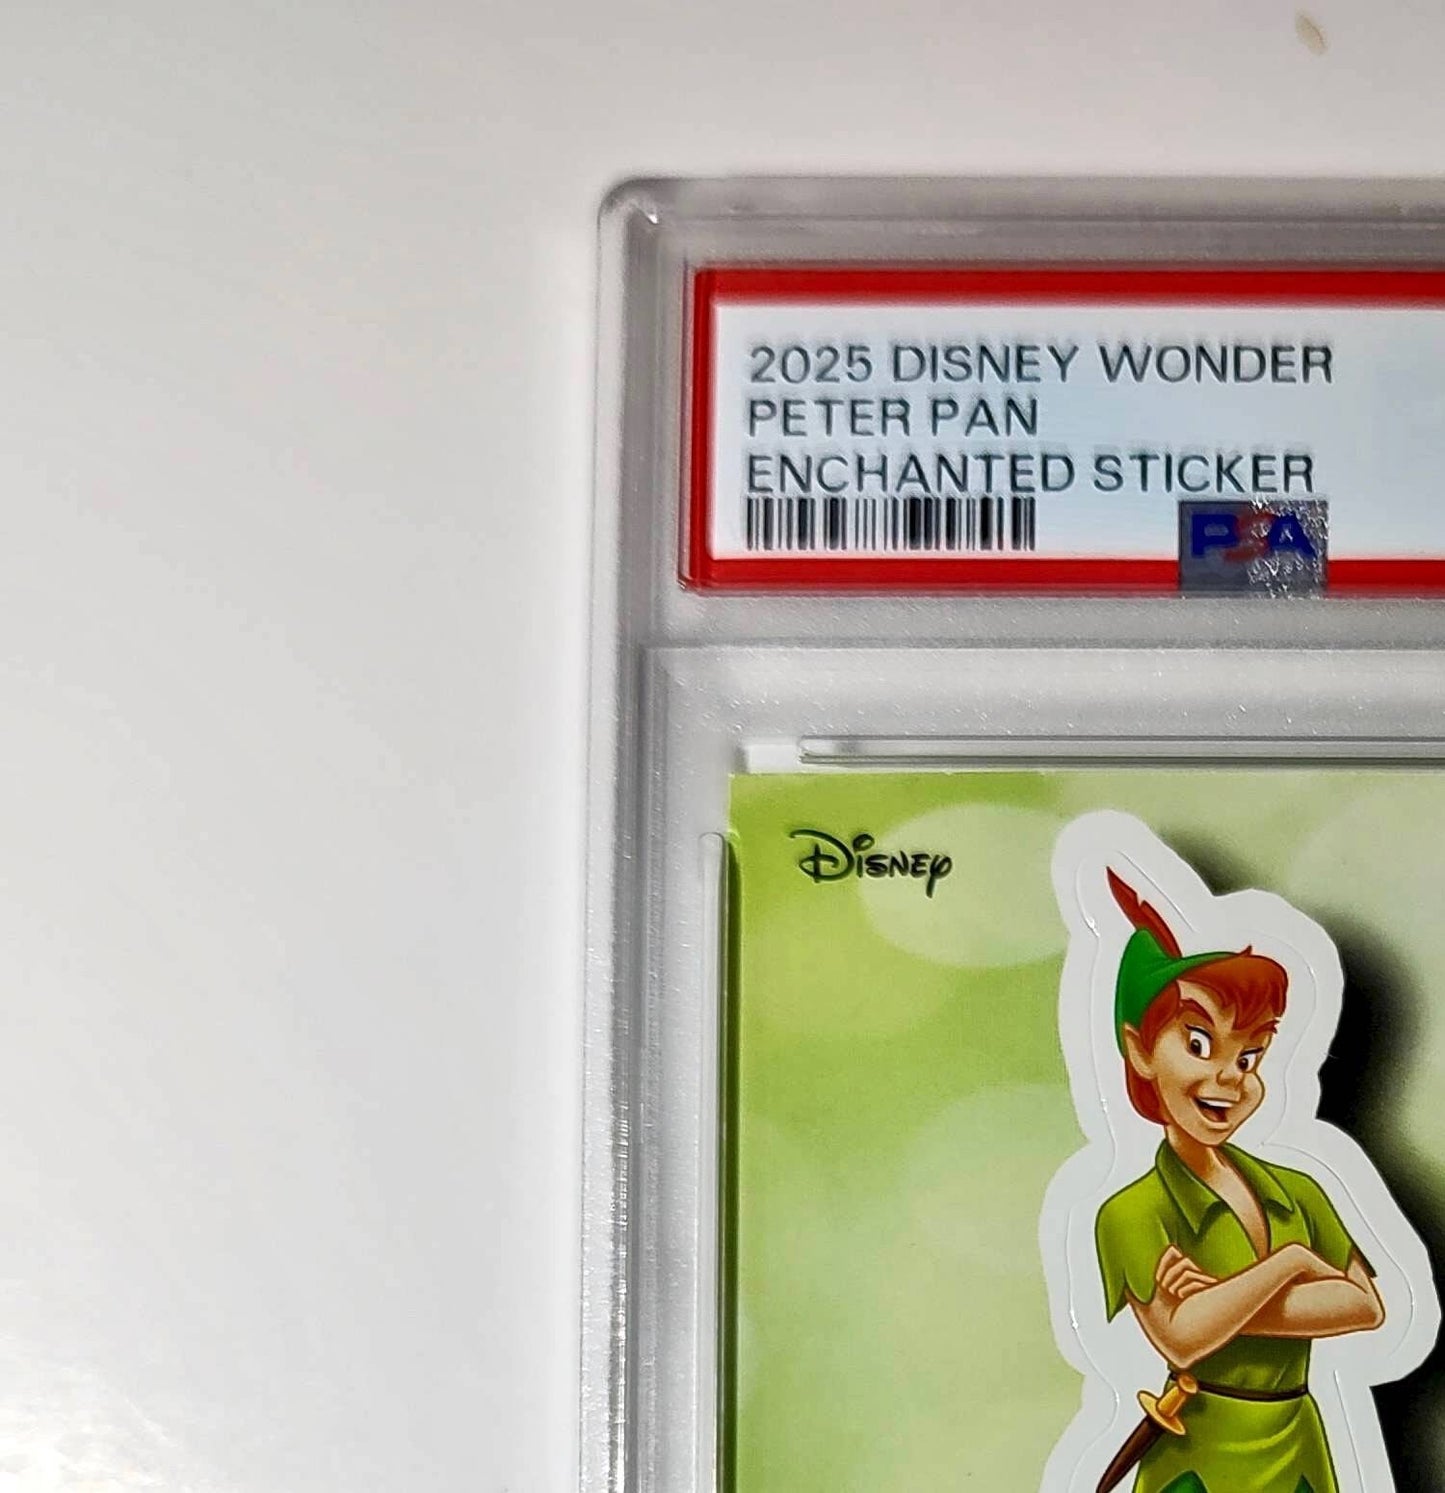 2025 DISNEY WONDER
PETER PAN
ENCHANTED STICKER
PSA
Disney